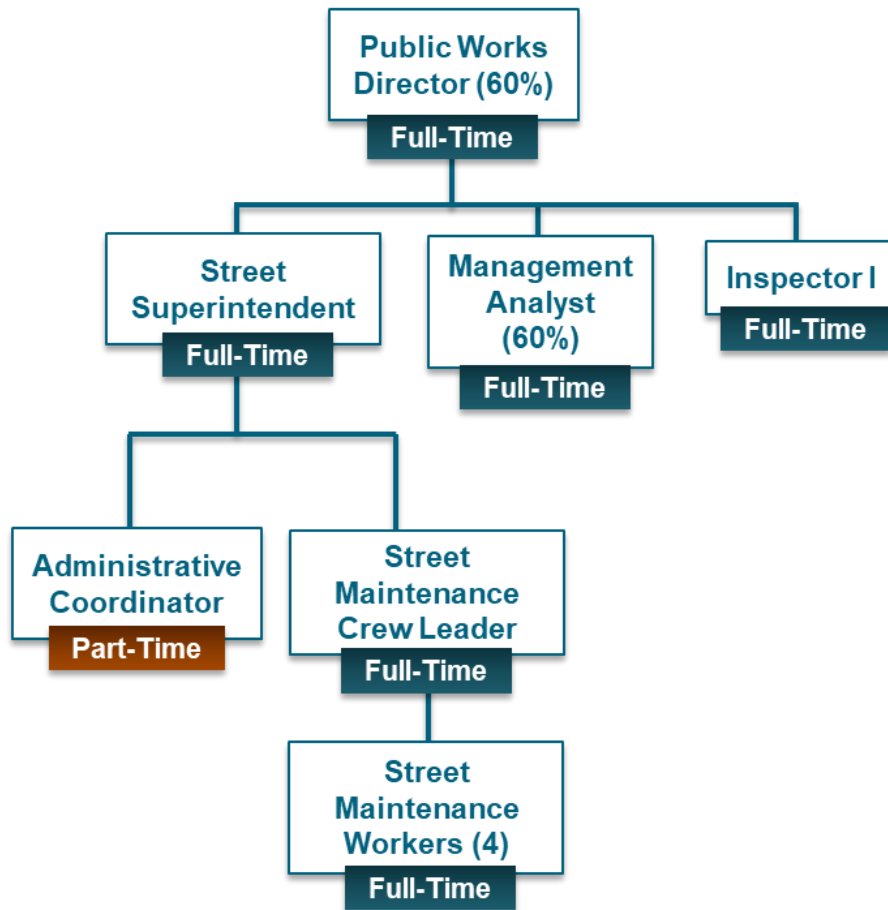 Public Works
Director (60%)
Full-Time
Street
Superintendent
Full-Time
Management
Analyst
(60%)
Full-Time
Inspector I
Full-Time
Administrative
Coordinator
Part-Time
Street
Maintenance
Crew Leader
Full-Time
Street
Maintenance
Workers (4)
Full-Time